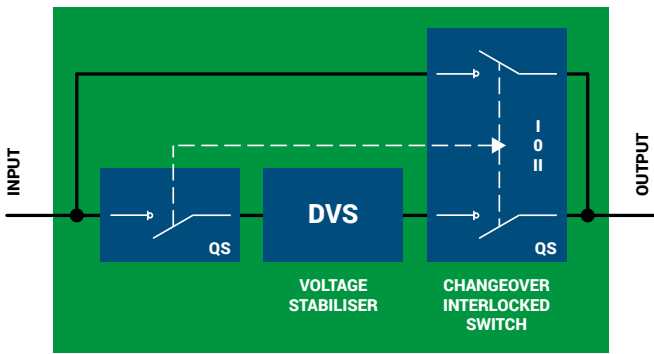 INPUT
QS
DVS
VOLTAGE
STABILISER
I
0
II
QS
CHANGEOVER
INTERLOCKED
SWITCH
OUTPUT